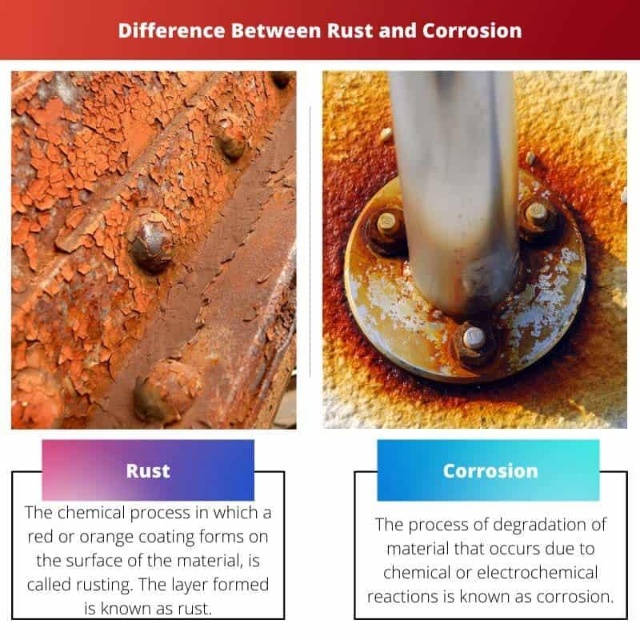 Difference Between Rust and Corrosion
Rust
The chemical process in which a
red or orange coating forms on
the surface of the material, is
called rusting. The layer formed
is known as rust.
Corrosion
The process of degradation of
material that occurs due to
chemical or electrochemical
reactions is known as corrosion.